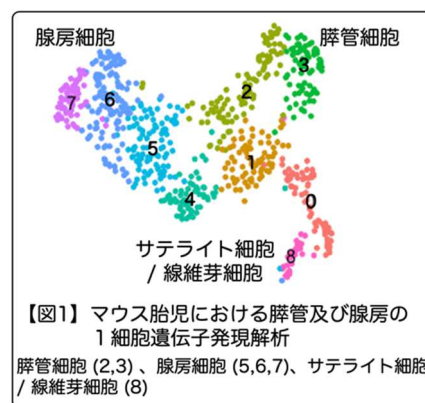 腺房細胞
膵管細胞
7
6
5
4
2
3
1
0
8
サテライト細胞
/ 線維芽細胞
【図1】マウス胎児における膵管及び腺房の
1細胞遺伝子発現解析
膵管細胞 (2,3) 、腺房細胞 (5,6,7)、サテライト細胞
/ 線維芽細胞 (8)